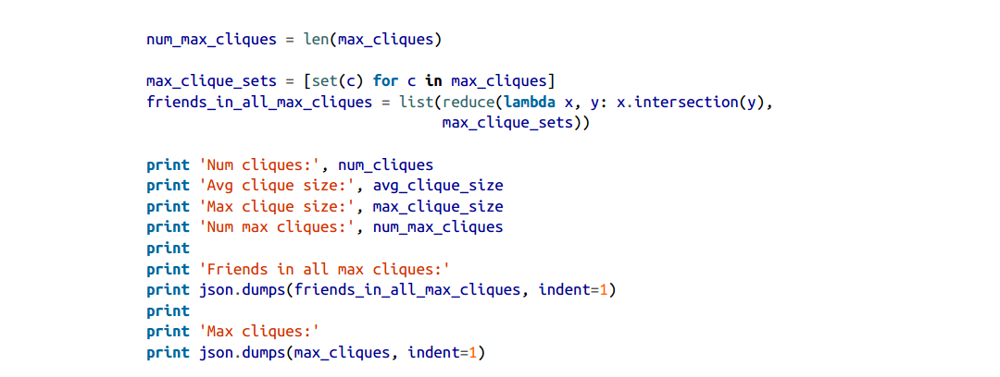 num_max_cliques = len(max_cliques)
max_clique_sets = [set(c) for c in max_cliques]
friends_in_all_max_cliques = list(reduce(lambda x, y: x.intersection(y),
max_clique_sets))
print 'Num cliques:', num_cliques
print 'Avg clique size:', avg_clique_size
print 'Max clique size:', max_clique_size
print 'Num max cliques:', num_max_cliques
print
print 'Friends in all max cliques:'
print json.dumps(friends_in_all_max_cliques, indent=1)
print
print 'Max cliques:'
print json.dumps(max_cliques, indent=1)